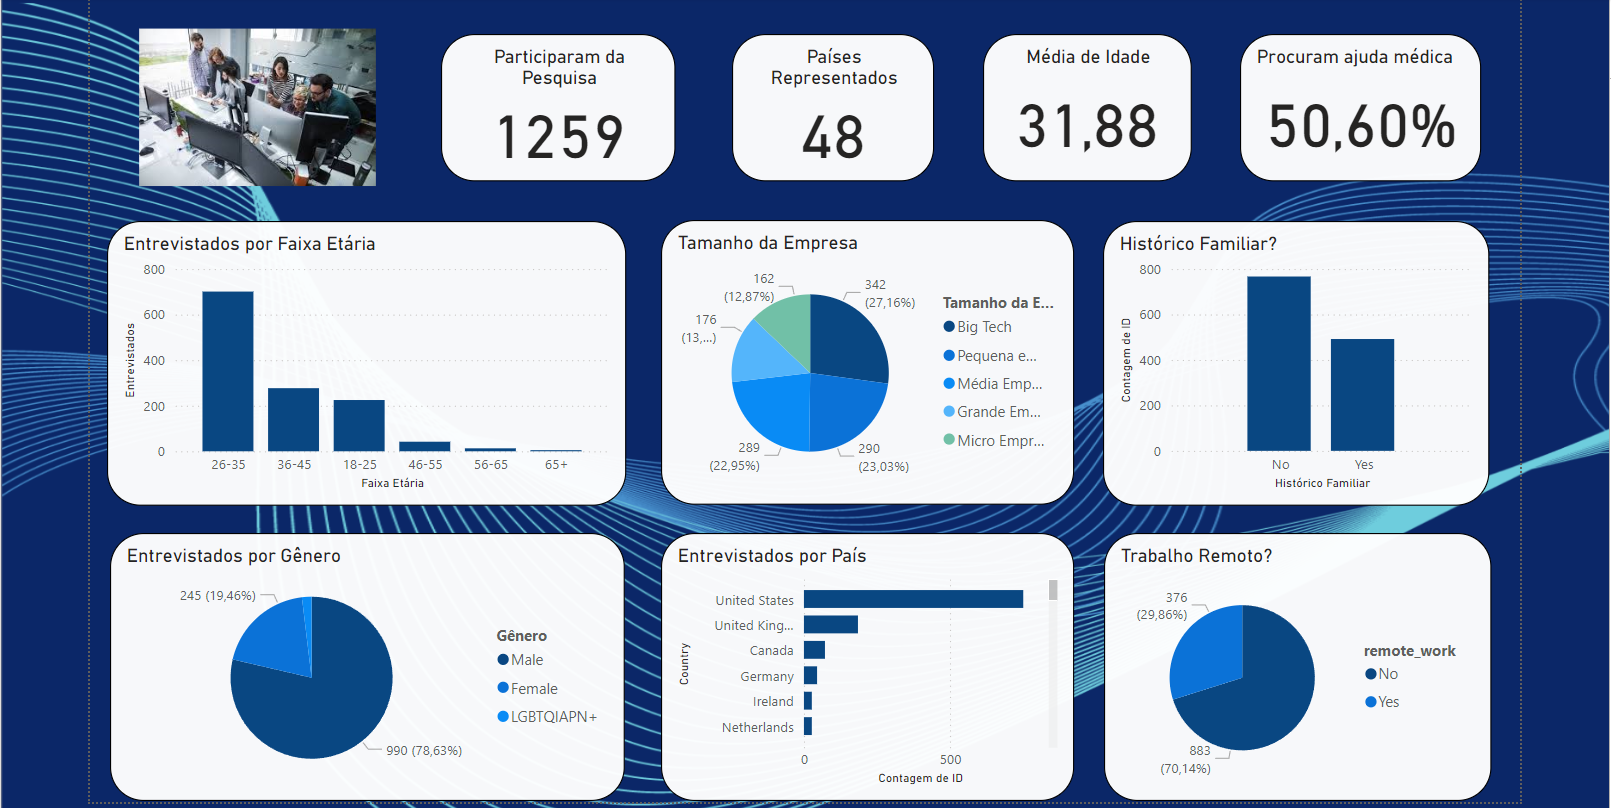 Participaram da
Pesquisa
1259
Países
Representados
48
Média de Idade
31,88
Procuram ajuda médica
50,60%
Entrevistados por Faixa Etária
800
600
400
200
0
Entrevistados
26-35
36-45
18-25
46-55
56-65
65+
Faixa Etária
Tamanho da Empresa
162
(12,87%)
342
(27,16%)
176
(13,...)
289
(22,95%)
290
(23,03%)
Tamanho da E...
Big Tech
Pequena e...
Média Emp...
Grande Em...
Micro Empr...
Histórico Familiar?
800
600
400
200
0
Contagem de ID
No
Yes
Histórico Familiar
Entrevistados por Gênero
245 (19,46%)
990 (78,63%)
Gênero
Male
Female
LGBTQIAPN+
Entrevistados por País
Country
United States
United King...
Canada
Germany
Ireland
Netherlands
0
500
Contagem de ID
Trabalho Remoto?
376
(29,86%)
883
(70,14%)
remote_work
No
Yes